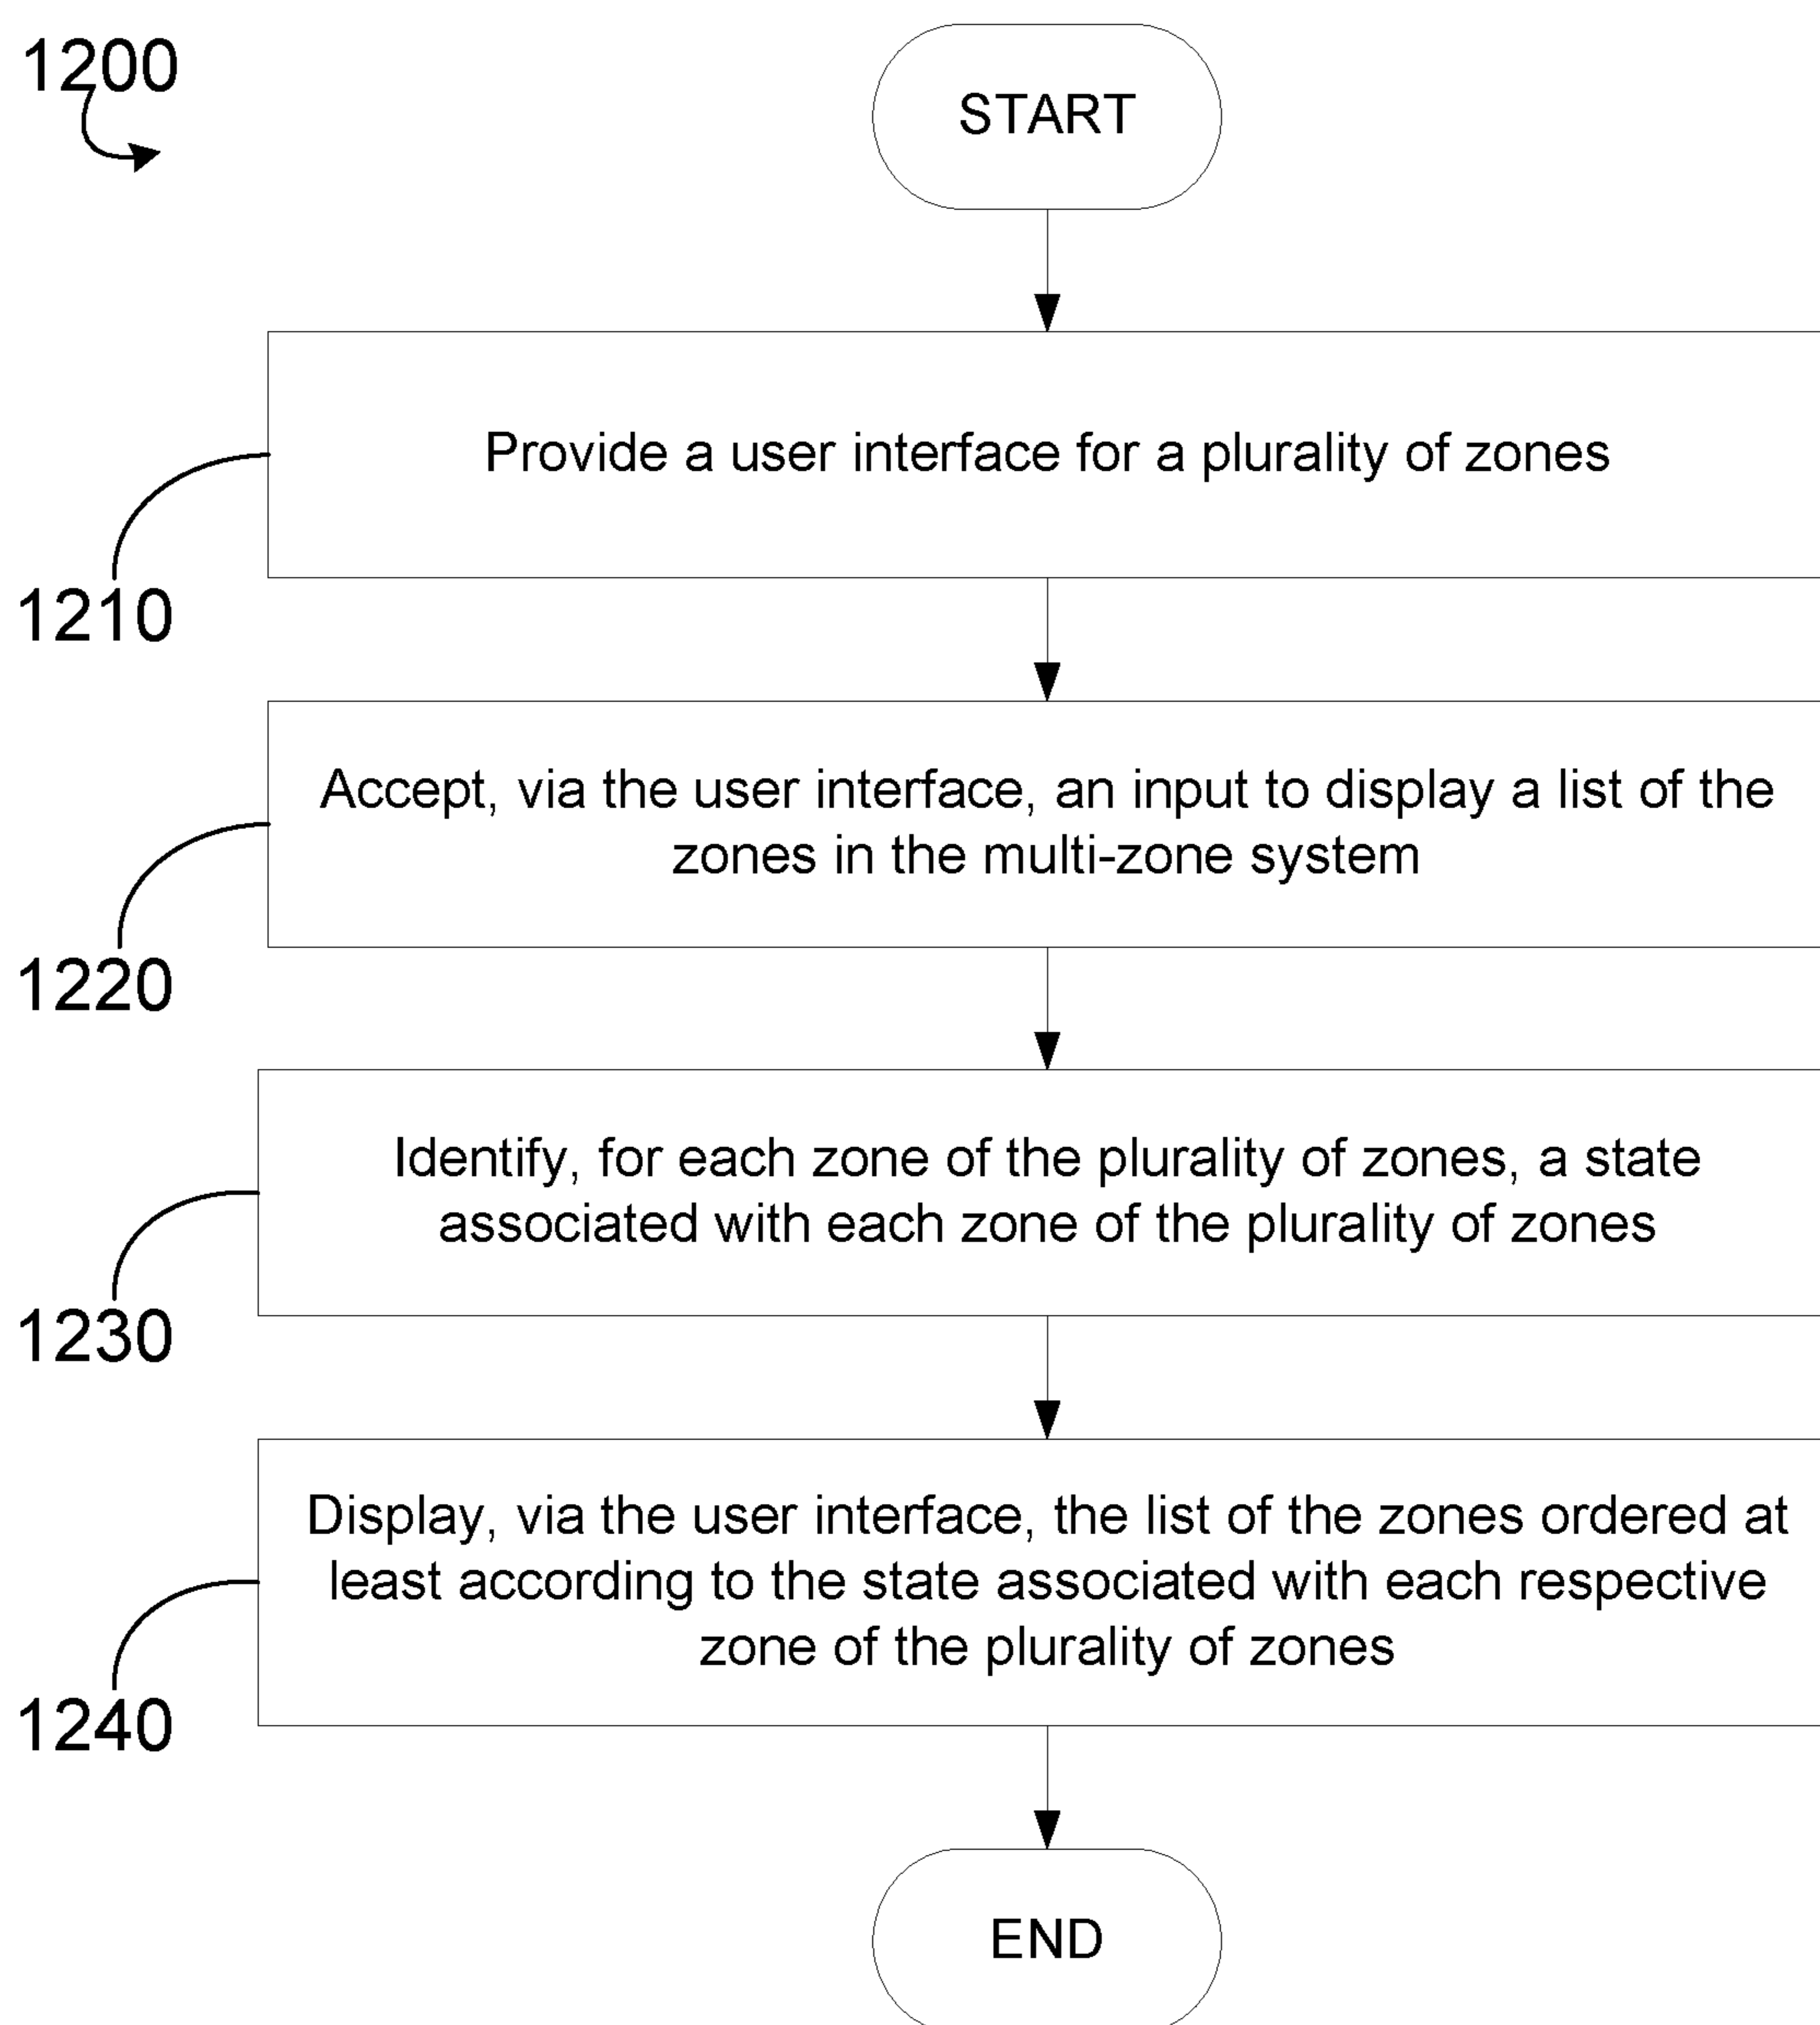 1200
START
Provide a user interface for a plurality of zones
1210
Accept, via the user interface, an input to display a list of the
zones in the multi-zone system
1220
Identify, for each zone of the plurality of zones, a state
associated with each zone of the plurality of zones
1230
Display, via the user interface, the list of the zones ordered at
least according to the state associated with each respective
zone of the plurality of zones
1240
END